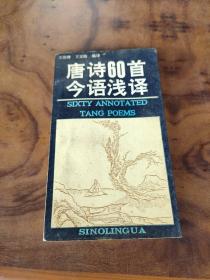 唐诗60首
今语浅译
SIXTY ANNOTATED
TANG POEMS
SINOLINGUA